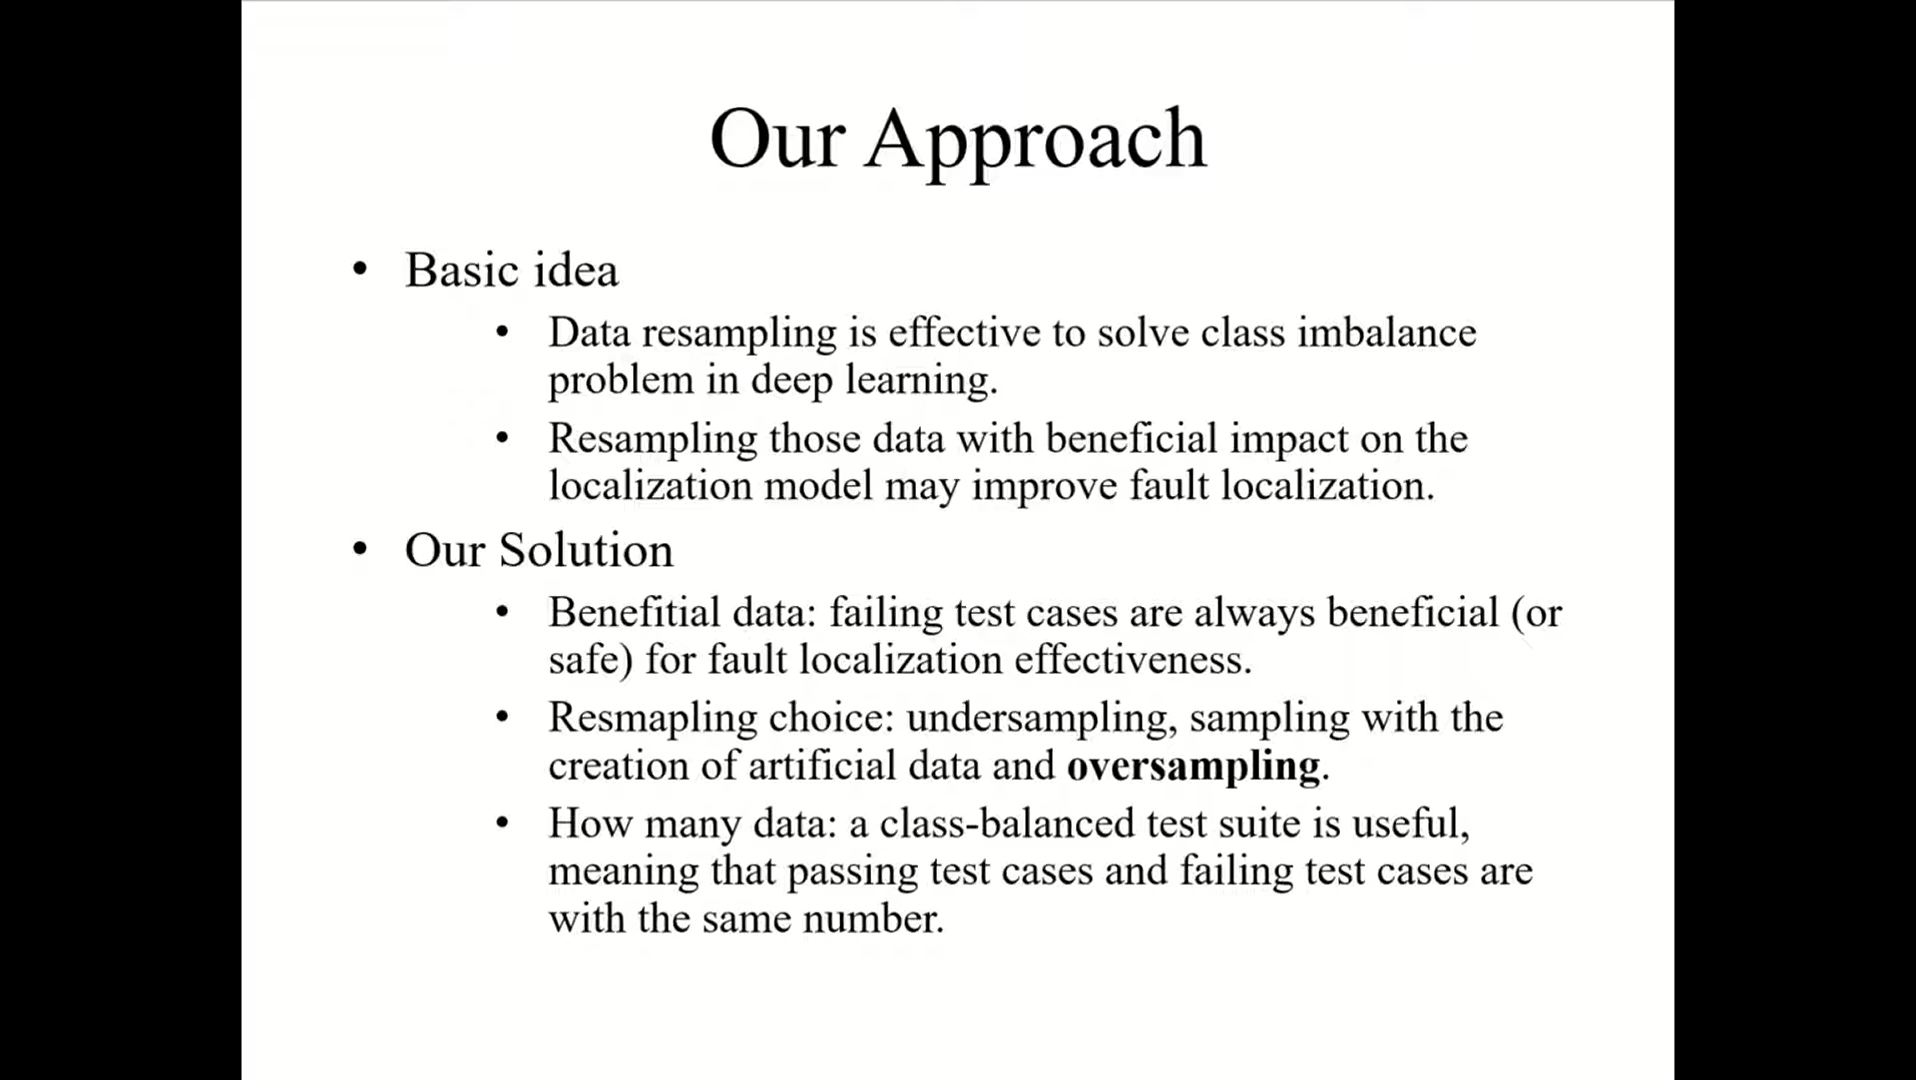 Our Approach
• Basic idea
• Data resampling is effective to solve class imbalance
problem in deep learning.
• Resampling those data with beneficial impact on the
localization model may improve fault localization.
• Our Solution
• Benefitial data: failing test cases are always beneficial (or
safe) for fault localization effectiveness.
• Resmapling choice: undersampling, sampling with the
creation of artificial data and oversampling.
• How many data: a class-balanced test suite is useful,
meaning that passing test cases and failing test cases are
with the same number.